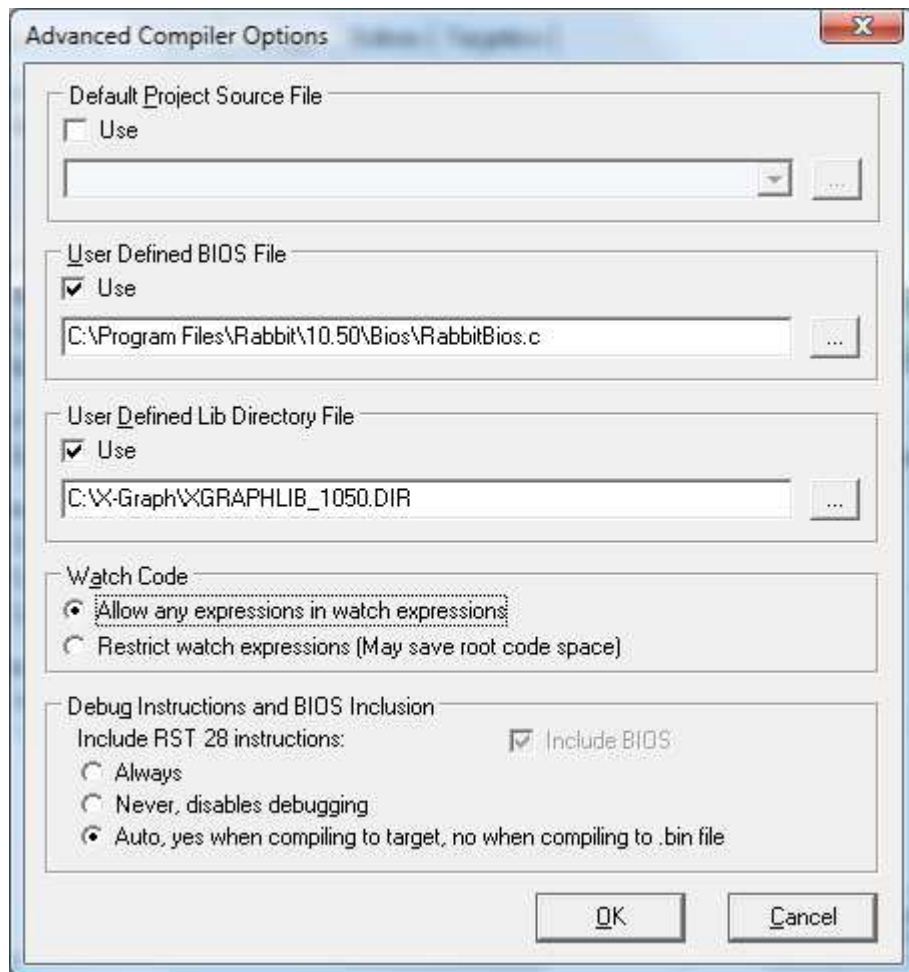 Advanced Compiler Options
Default Project Source File
Use
...
User Defined BIOS File
Use
C:\Program Files\Rabbit\10.50\Bios\RabbitBios.c
...
User Defined Lib Directory File
Use
C:\X-Graph\XGRAPHLIB_1050.DIR
...
Watch Code
Allow any expressions in watch expressions
Restrict watch expressions (May save root code space)
Debug Instructions and BIOS Inclusion
Include RST 28 instructions: Include BIOS
Always
Never, disables debugging
Auto, yes when compiling to target, no when compiling to .bin file
OK Cancel